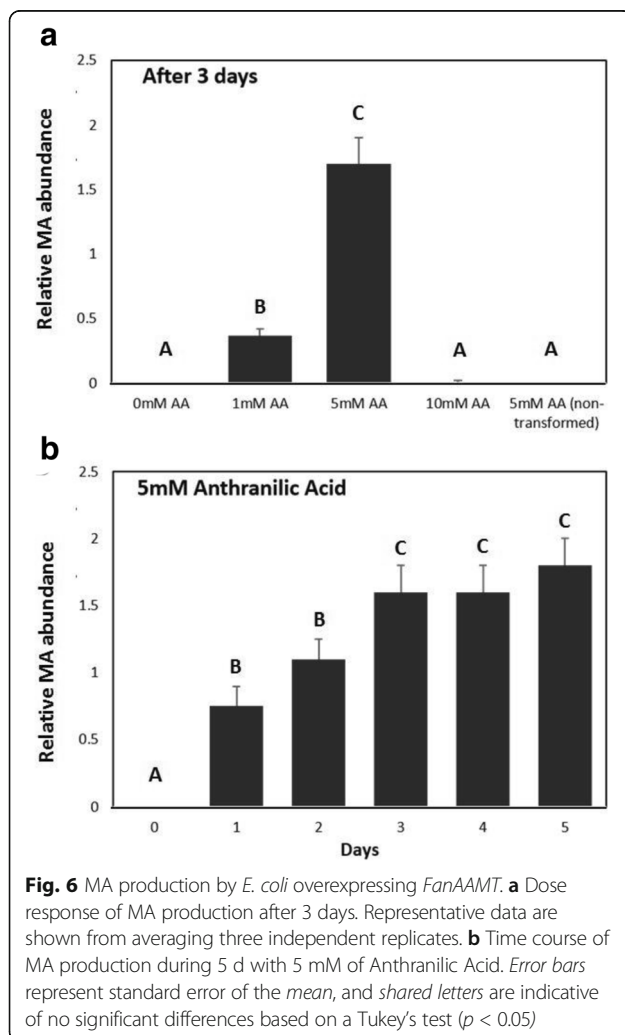 a
After 3 days
Relative MA abundance
2.5
2
1.5
1
0.5
0
A
B
C
A
A
0mM AA
1mM AA
5mM AA
10mM AA
5mM AA (non-
transformed)
b
5mM Anthranilic Acid
Relative MA abundance
2.5
2
1.5
1
0.5
0
A
B
B
C
C
C
0
1
2
3
4
5
Days
Fig. 6 MA production by E. coli overexpressing FanAAMT. a Dose
response of MA production after 3 days. Representative data are
shown from averaging three independent replicates. b Time course of
MA production during 5 d with 5 mM of Anthranilic Acid. Error bars
represent standard error of the mean, and shared letters are indicative
of no significant differences based on a Tukey's test (p < 0.05)